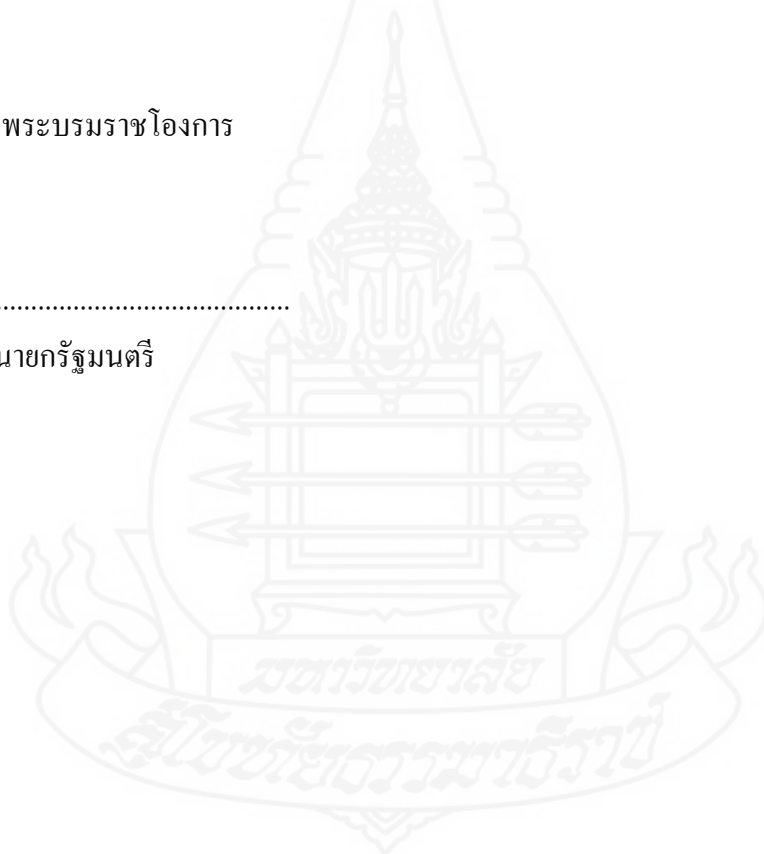 พระบรมราชโองการ
..........................................
นายกรัฐมนตรี
มหาวิทยาลัย
สุโขทัยธรรมาธิราช